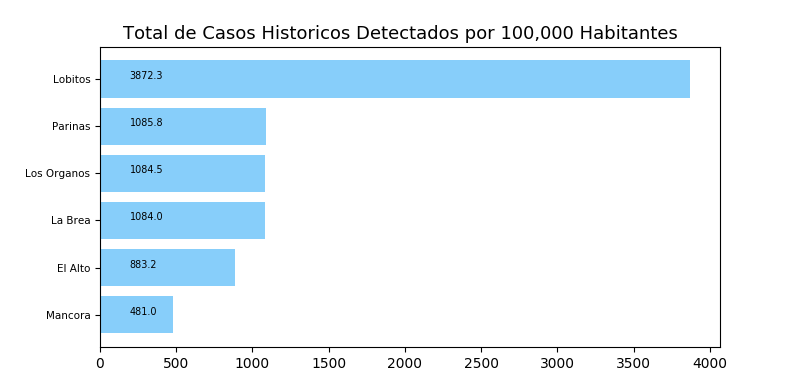 Total de Casos Historicos Detectados por 100,000 Habitantes
Lobitos 3872.3
Parinas 1085.8
Los Organos 1084.5
La Brea 1084.0
El Alto 883.2
Mancora 481.0
0 500 1000 1500 2000 2500 3000 3500 4000